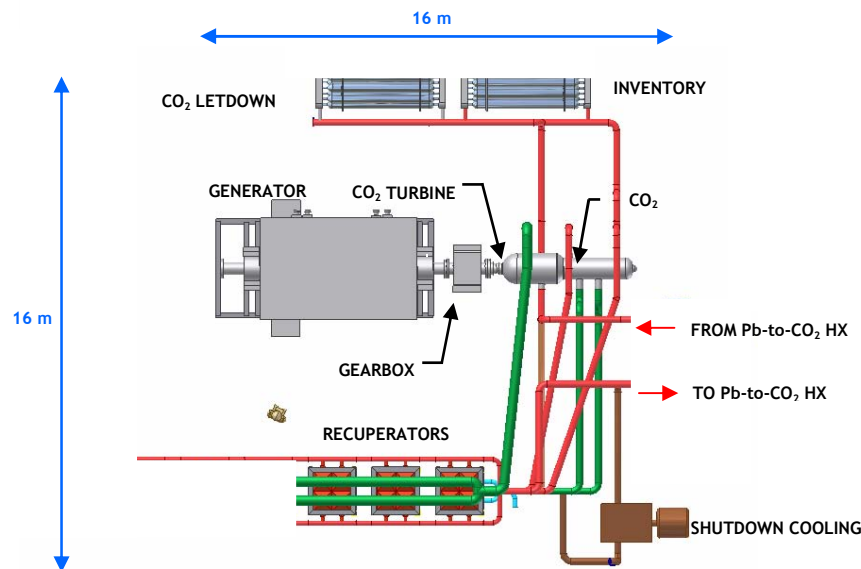 16 m
CO₂ LETDOWN
INVENTORY
GENERATOR
CO₂ TURBINE
CO₂
16 m
FROM Pb-to-CO₂ HX
GEARBOX
TO Pb-to-CO₂ HX
RECUPERATORS
SHUTDOWN COOLING